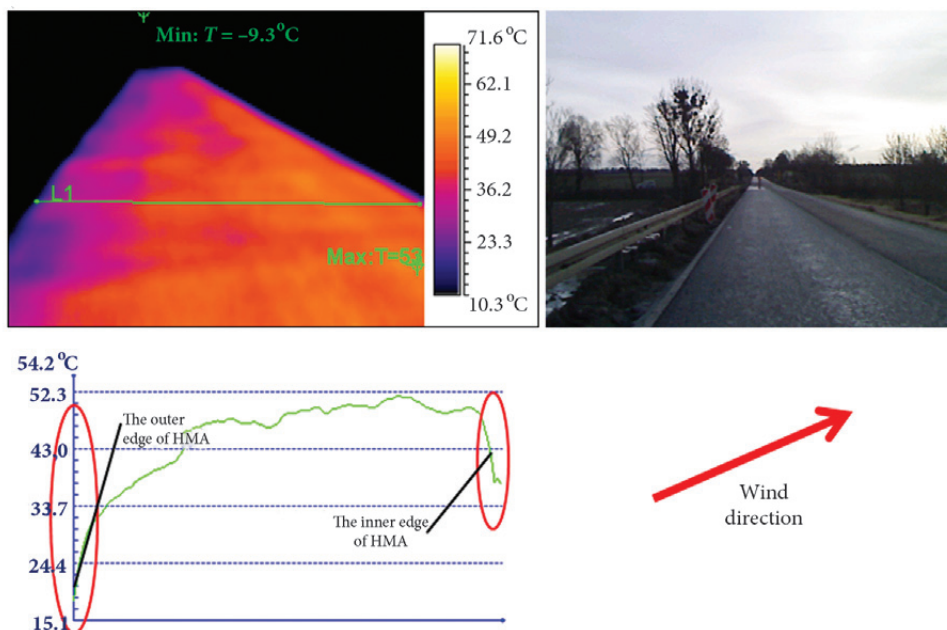 Min: T = –9.3°C
71.6 °C
62.1
49.2
36.2
23.3
10.3 °C
L1
Max:T=53
54.2 °C
52.3
43.0
33.7
24.4
15.1
The outer
edge of HMA
The inner edge
of HMA
Wind
direction